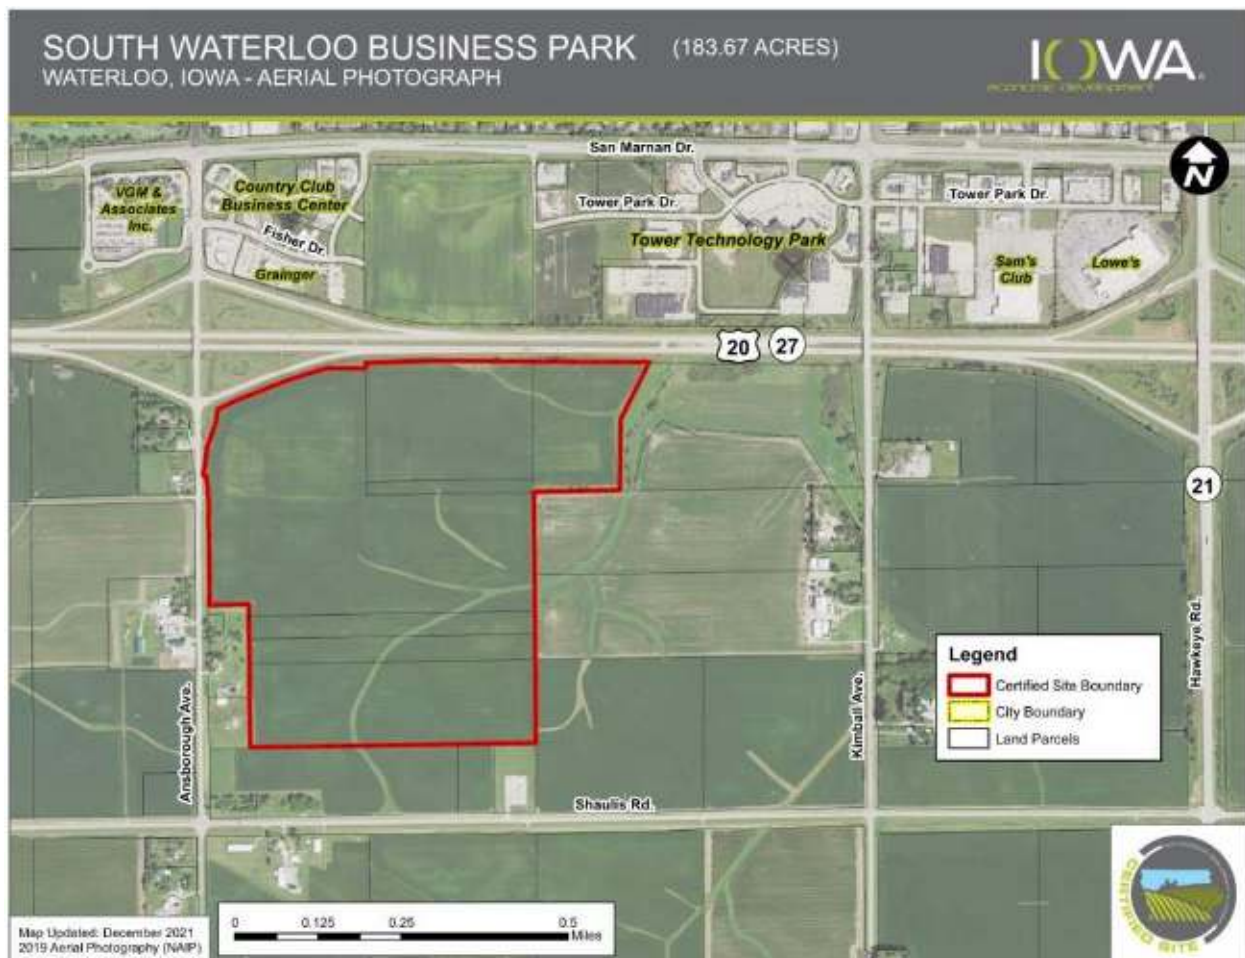 SOUTH WATERLOO BUSINESS PARK (183.67 ACRES)
WATERLOO, IOWA - AERIAL PHOTOGRAPH
IOWA
economic development
San Marnan Dr.
VGM &
Associates
Inc.
Country Club
Business Center
Fisher Dr.
Grainger
Tower Park Dr.
Tower Technology Park
Tower Park Dr.
Sam's
Club
Lowe's
N
20
27
21
Ansborough Ave.
Kimball Ave.
Hawkeye Rd.
Shaulis Rd.
Legend
Certified Site Boundary
City Boundary
Land Parcels
Map Updated: December 2021
2019 Aerial Photography (NAIP)
0 0.125 0.25 0.5
Miles
CERTIFIED SITE